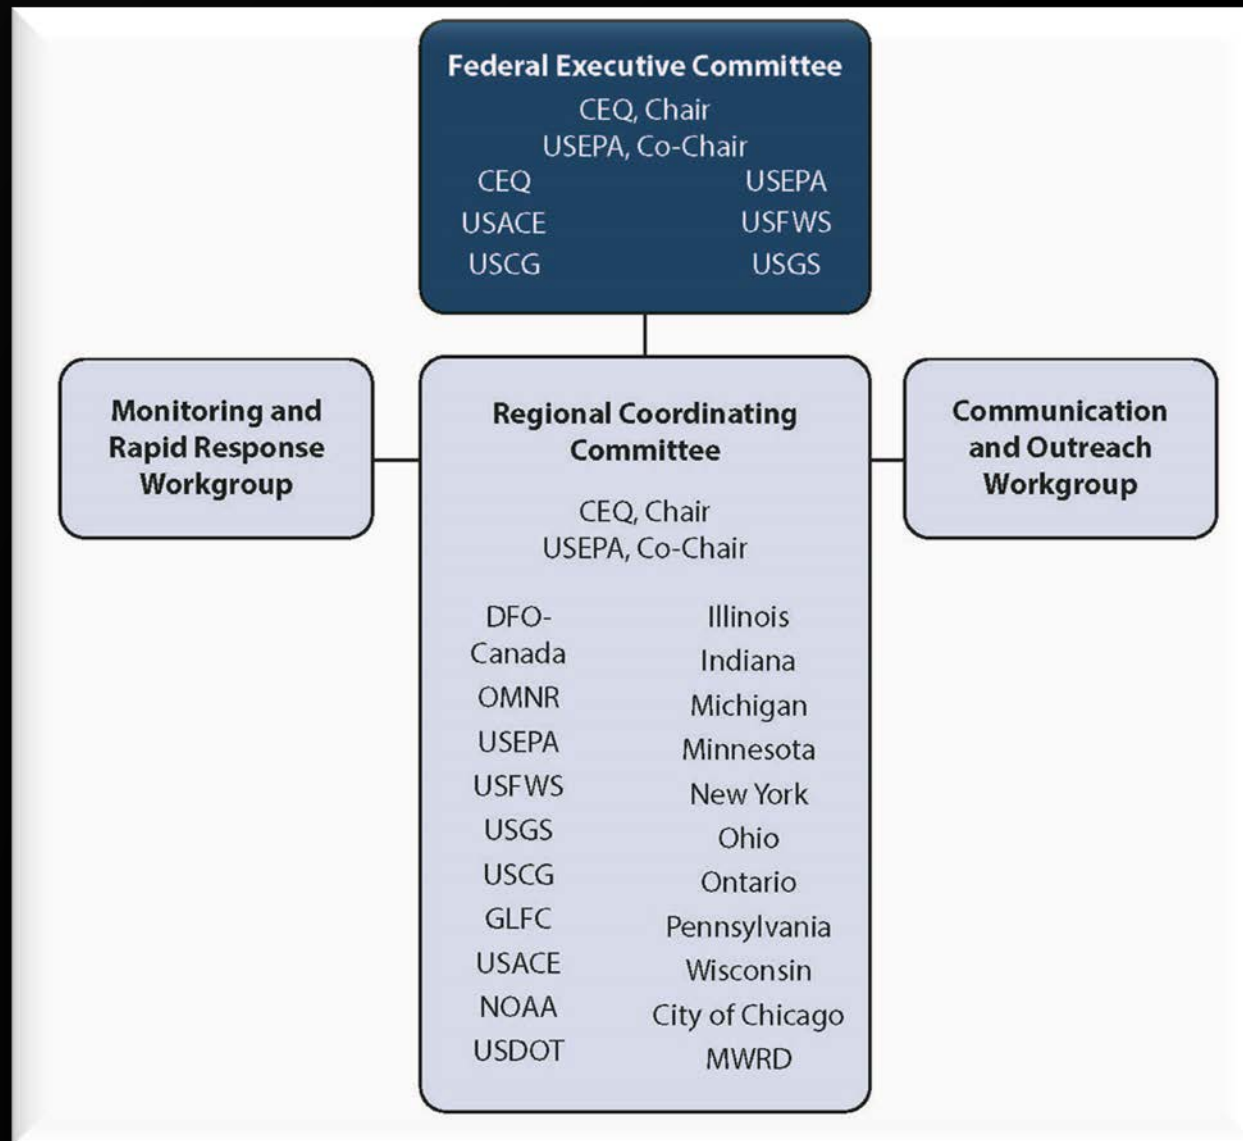 Federal Executive Committee
CEQ, Chair
USEPA, Co-Chair
CEQ USEPA
USACE USFWS
USCG USGS
Monitoring and
Rapid Response
Workgroup
Regional Coordinating
Committee
CEQ, Chair
USEPA, Co-Chair
DFO-
Canada
OMNR
USEPA
USFWS
USGS
USCG
GLFC
USACE
NOAA
USDOT
Illinois
Indiana
Michigan
Minnesota
New York
Ohio
Ontario
Pennsylvania
Wisconsin
City of Chicago
MWRD
Communication
and Outreach
Workgroup